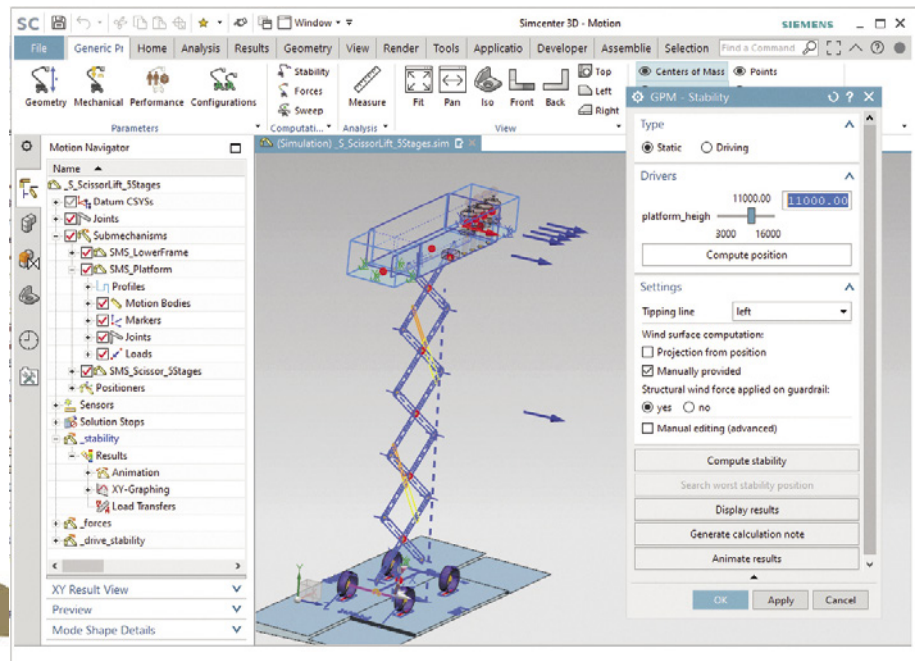 SC Window Simcenter 3D - Motion SIEMENS
File Generic Pr Home Analysis Results Geometry View Render Tools Applicatio Developer Assemblie Selection Find a Command
Geometry Mechanical Performance Configurations
Parameters
Stability
Forces
Sweep
Computati...
Measure
Analysis
Fit Pan Iso Front Back
Top
Left
Right
View
Centers of Mass Points
Motion Navigator
Name
_S_ScissorLift_5Stages
Datum CSYSs
Joints
Submechanisms
SMS_LowerFrame
SMS_Platform
Profiles
Motion Bodies
Markers
Joints
Loads
SMS_Scissor_5Stages
Positioners
Sensors
Solution Stops
_stability
Results
Animation
XY-Graphing
Load Transfers
_forces
_drive_stability
XY Result View
Preview
Mode Shape Details
(Simulation) _S_ScissorLift_5Stages.sim
GPM - Stability
Type
Static Driving
Drivers
11000.00 11000.00
platform_heigh
3000 16000
Compute position
Settings
Tipping line left
Wind surface computation:
Projection from position
Manually provided
Structural wind force applied on guardrail:
yes no
Manual editing (advanced)
Compute stability
Search worst stability position
Display results
Generate calculation note
Animate results
OK Apply Cancel